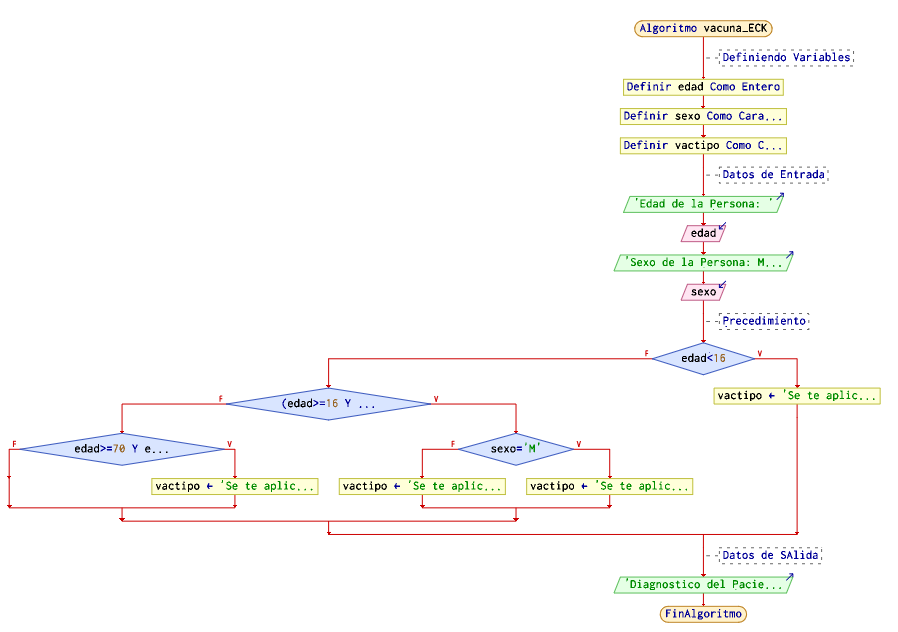 Algoritmo vacuna_ECK
Definiendo Variables
Definir edad Como Entero
Definir sexo Como Cara...
Definir vactipo Como C...
Datos de Entrada
'Edad de la Persona: '
edad
'Sexo de la Persona: M...
sexo
Precedimiento
edad<16
F
V
vactipo ← 'Se te aplic...
(edad>=16 Y ...
F
V
edad>=70 Y e...
F
V
sexo='M'
F
V
vactipo ← 'Se te aplic...
vactipo ← 'Se te aplic...
vactipo ← 'Se te aplic...
Datos de SAlida
'Diagnostico del Pacie...
FinAlgoritmo